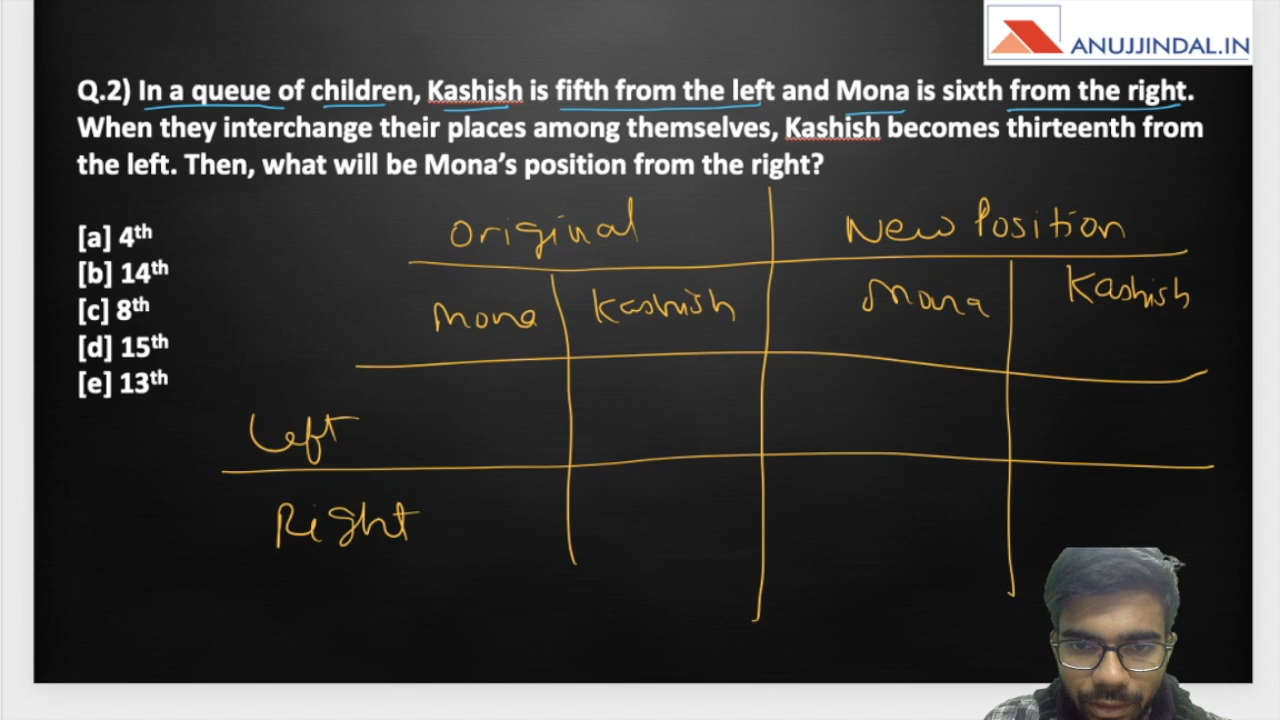 ANUJJINDAL.IN
Q.2) In a queue of children, Kashish is fifth from the left and Mona is sixth from the right.
When they interchange their places among themselves, Kashish becomes thirteenth from
the left. Then, what will be Mona's position from the right?
[a] 4th
[b] 14th
[c] 8th
[d] 15th
[e] 13th
Original New Position
Mona Kashish Mona Kashish
Left
Right